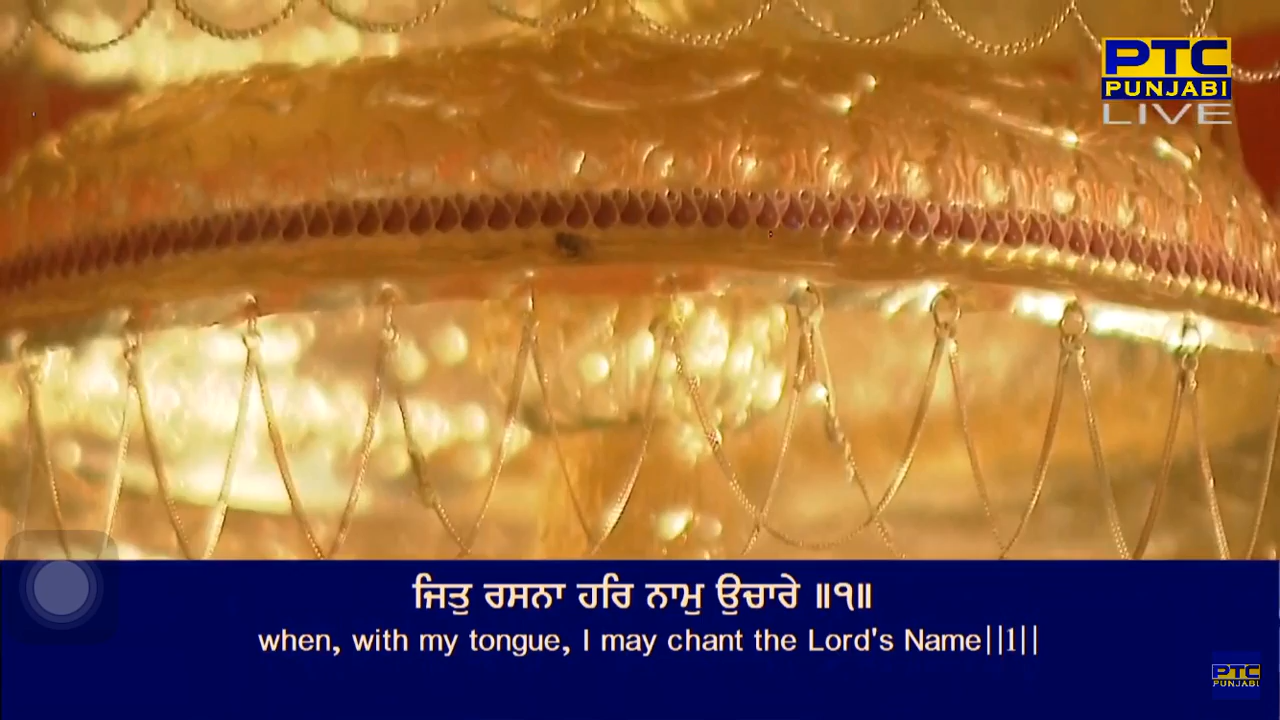 PTC
PUNJABI
LIVE
ਜਿਤੁ ਰਸਨਾ ਹਰਿ ਨਾਮੁ ਉਚਾਰੇ ॥੧॥
when, with my tongue, I may chant the Lord's Name||1||
PTC
PUNJABI